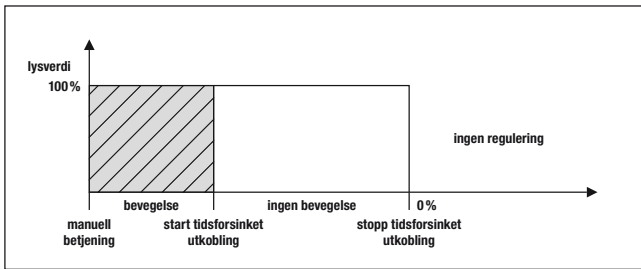 lysverdi
100 %
ingen regulering
bevegelse
ingen bevegelse
0 %
manuell
betjening
start tidsforsinket
utkobling
stopp tidsforsinket
utkobling